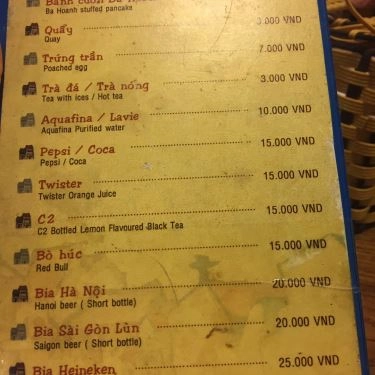 Ba Hoanh stuffed pancake
Quẩy 3.000 VND
Quay
Trứng trần 7.000 VND
Poached egg
Trà đá / Trà nóng 3.000 VND
Tea with ices / Hot tea
Aquafina / Lavie 10.000 VND
Aquafina Purified water
Pepsi / Coca 15.000 VND
Pepsi / Coca
Twister 15.000 VND
Twister Orange Juice
C2 15.000 VND
C2 Bottled Lemon Flavoured Black Tea
Bò húc 15.000 VND
Red Bull
Bia Hà Nội 20.000 VND
Hanoi beer ( Short bottle)
Bia Sài Gòn Lùn 20.000 VND
Saigon beer ( Short bottle)
Bia Heineken 25.000 VND